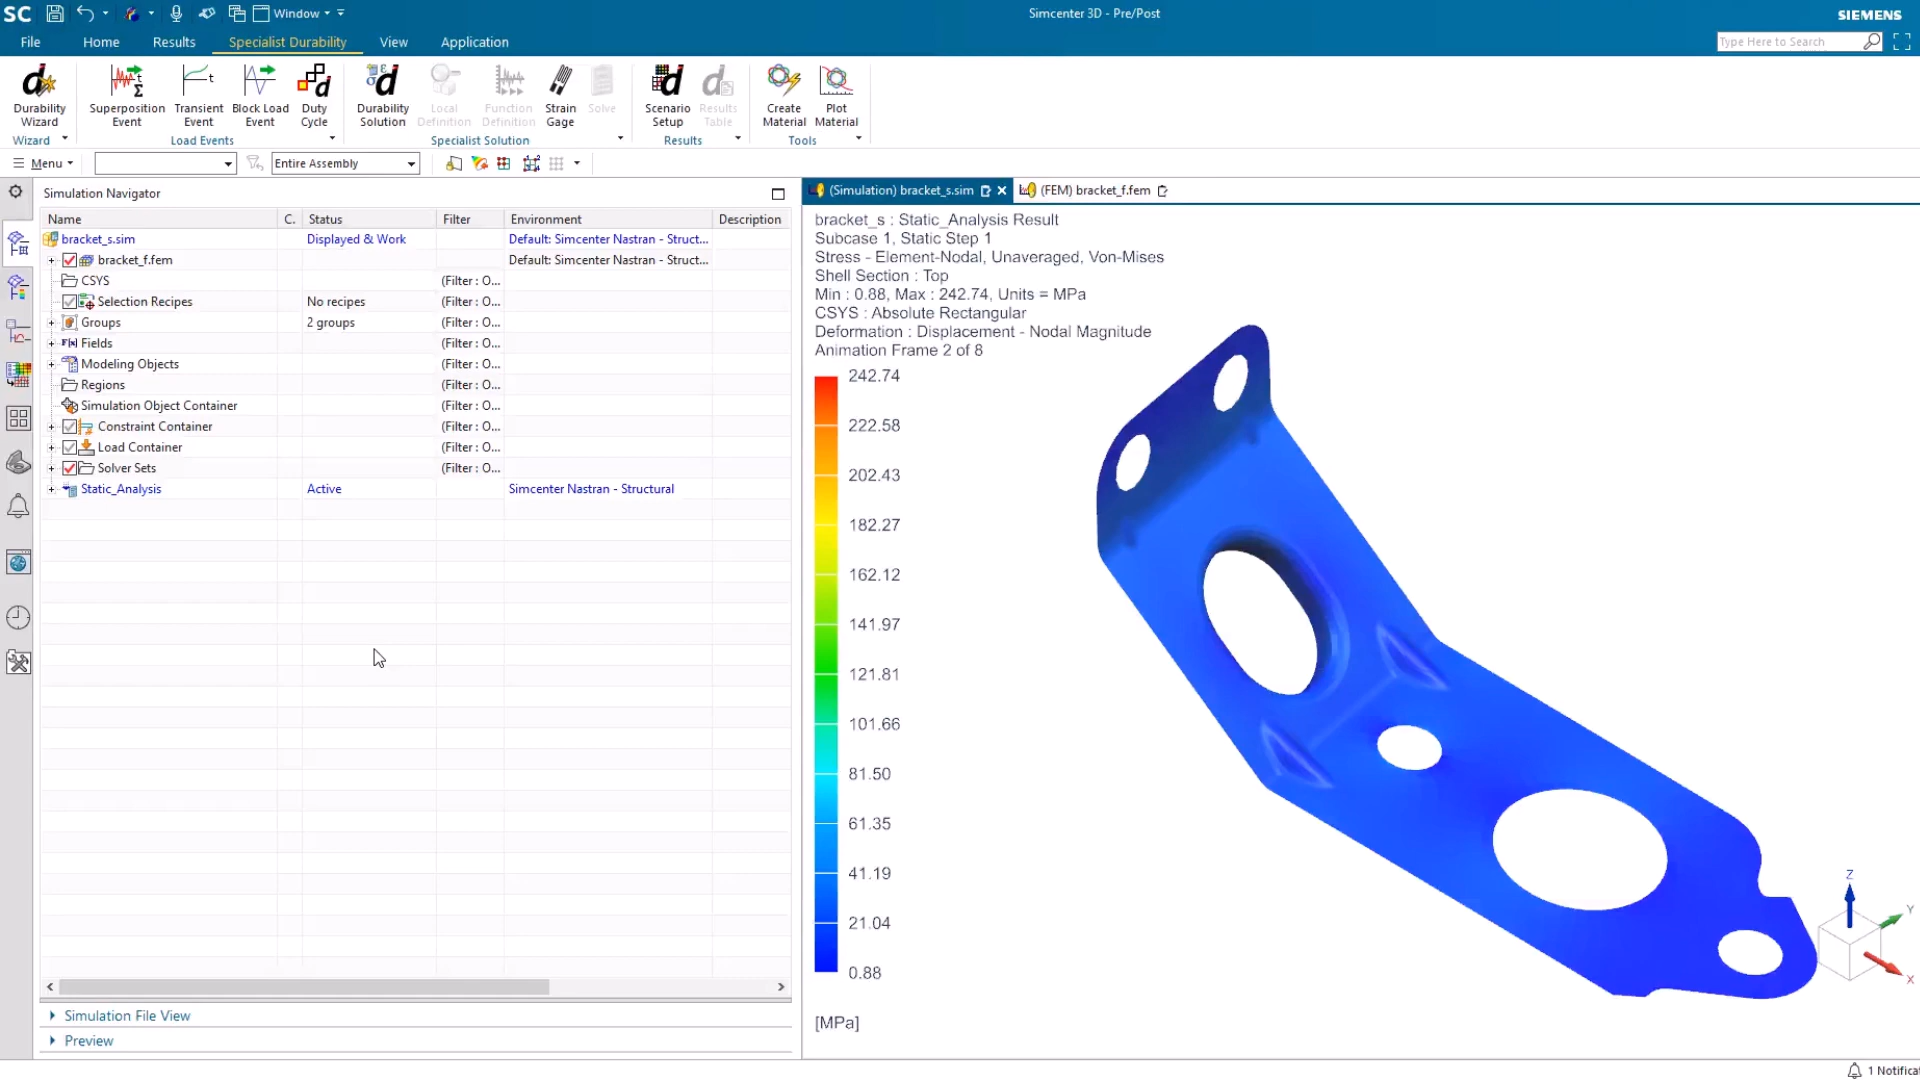 SC Window Simcenter 3D - Pre/Post SIEMENS
File Home Results Specialist Durability View Application Type Here to Search
Durability Wizard
Superposition Event
Transient Event
Block Load Event
Duty Cycle
Durability Solution
Local Definition
Function Definition
Strain Gage
Solve
Scenario Setup
Results Table
Create Material
Plot Material
Wizard Load Events Specialist Solution Results Tools
Menu Entire Assembly
Simulation Navigator
(Simulation) bracket_s.sim (FEM) bracket_f.fem
Name C. Status Filter Environment Description
bracket_s.sim Displayed & Work Default: Simcenter Nastran - Struct...
bracket_f.fem Default: Simcenter Nastran - Struct...
CSYS (Filter : O...
Selection Recipes No recipes (Filter : O...
Groups 2 groups (Filter : O...
Fields (Filter : O...
Modeling Objects (Filter : O...
Regions (Filter : O...
Simulation Object Container (Filter : O...
Constraint Container (Filter : O...
Load Container (Filter : O...
Solver Sets (Filter : O...
Static_Analysis Active Simcenter Nastran - Structural
Simulation File View
Preview
bracket_s : Static_Analysis Result
Subcase 1, Static Step 1
Stress - Element-Nodal, Unaveraged, Von-Mises
Shell Section : Top
Min : 0.88, Max : 242.74, Units = MPa
CSYS : Absolute Rectangular
Deformation : Displacement - Nodal Magnitude
Animation Frame 2 of 8
242.74
222.58
202.43
182.27
162.12
141.97
121.81
101.66
81.50
61.35
41.19
21.04
0.88
[MPa]
Z
Y
X
1 Notifica